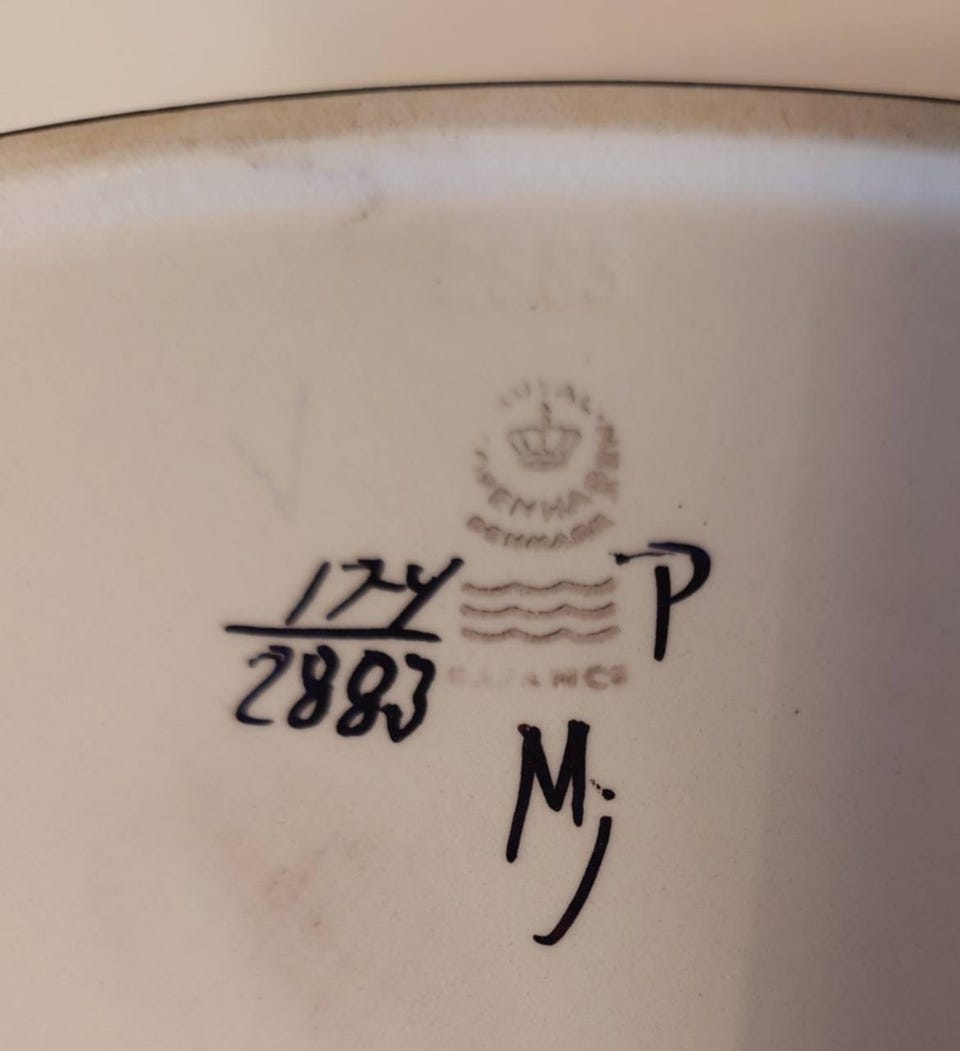 ROYAL
COPENHAGEN
DENMARK
174
2883
P
FAJANCE
Mj